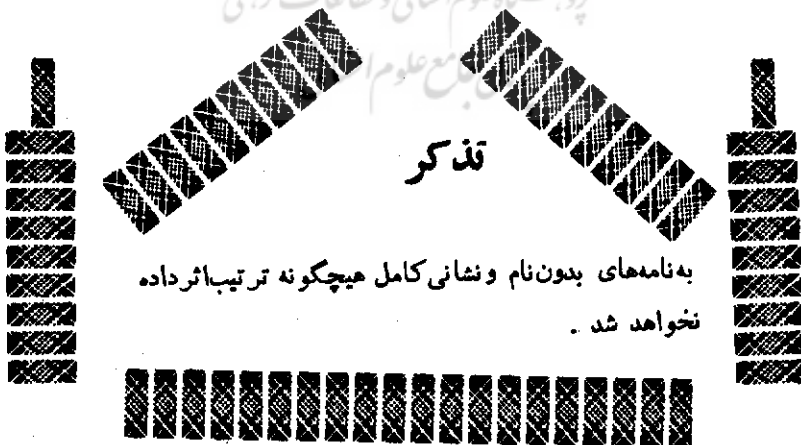 تذکر
به‌نامه‌های بدون‌نام و نشانی کامل هیچگونه ترتیب‌اثر داده
نخواهد شد .